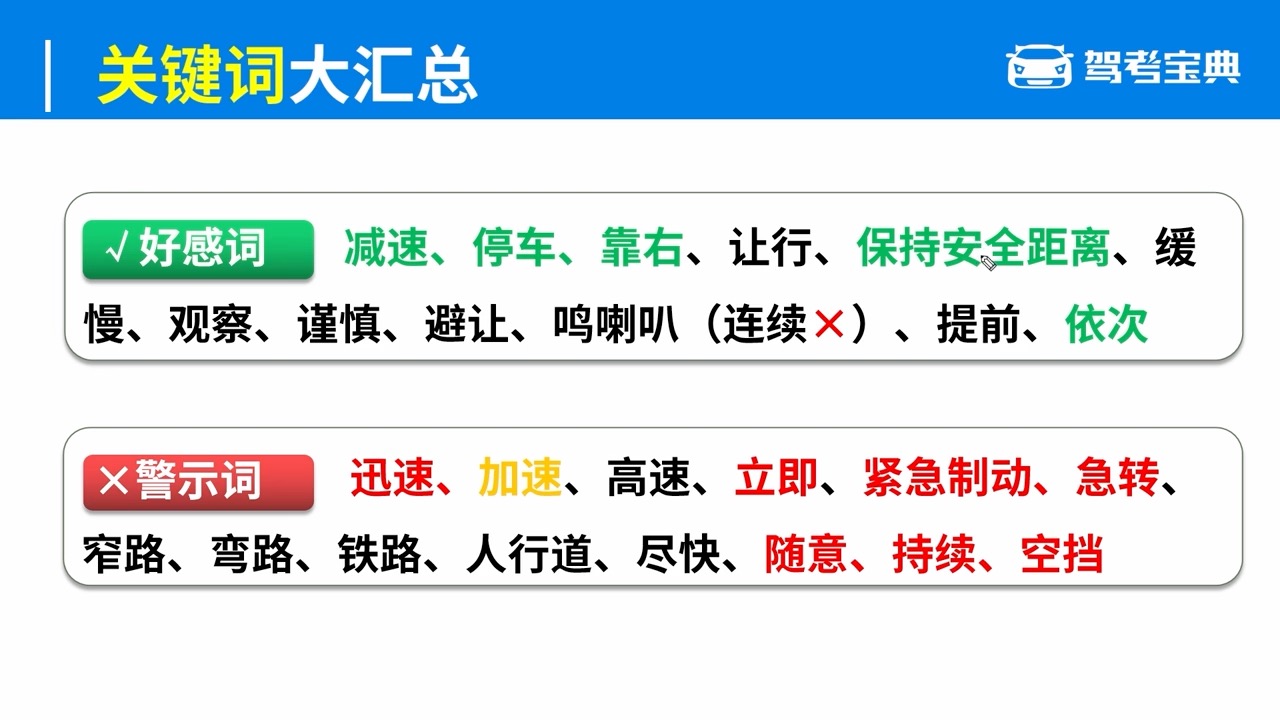 关键词大汇总
驾考宝典
√好感词 减速、停车、靠右、让行、保持安全距离、缓
慢、观察、谨慎、避让、鸣喇叭（连续×）、提前、依次
×警示词 迅速、加速、高速、立即、紧急制动、急转、
窄路、弯路、铁路、人行道、尽快、随意、持续、空挡